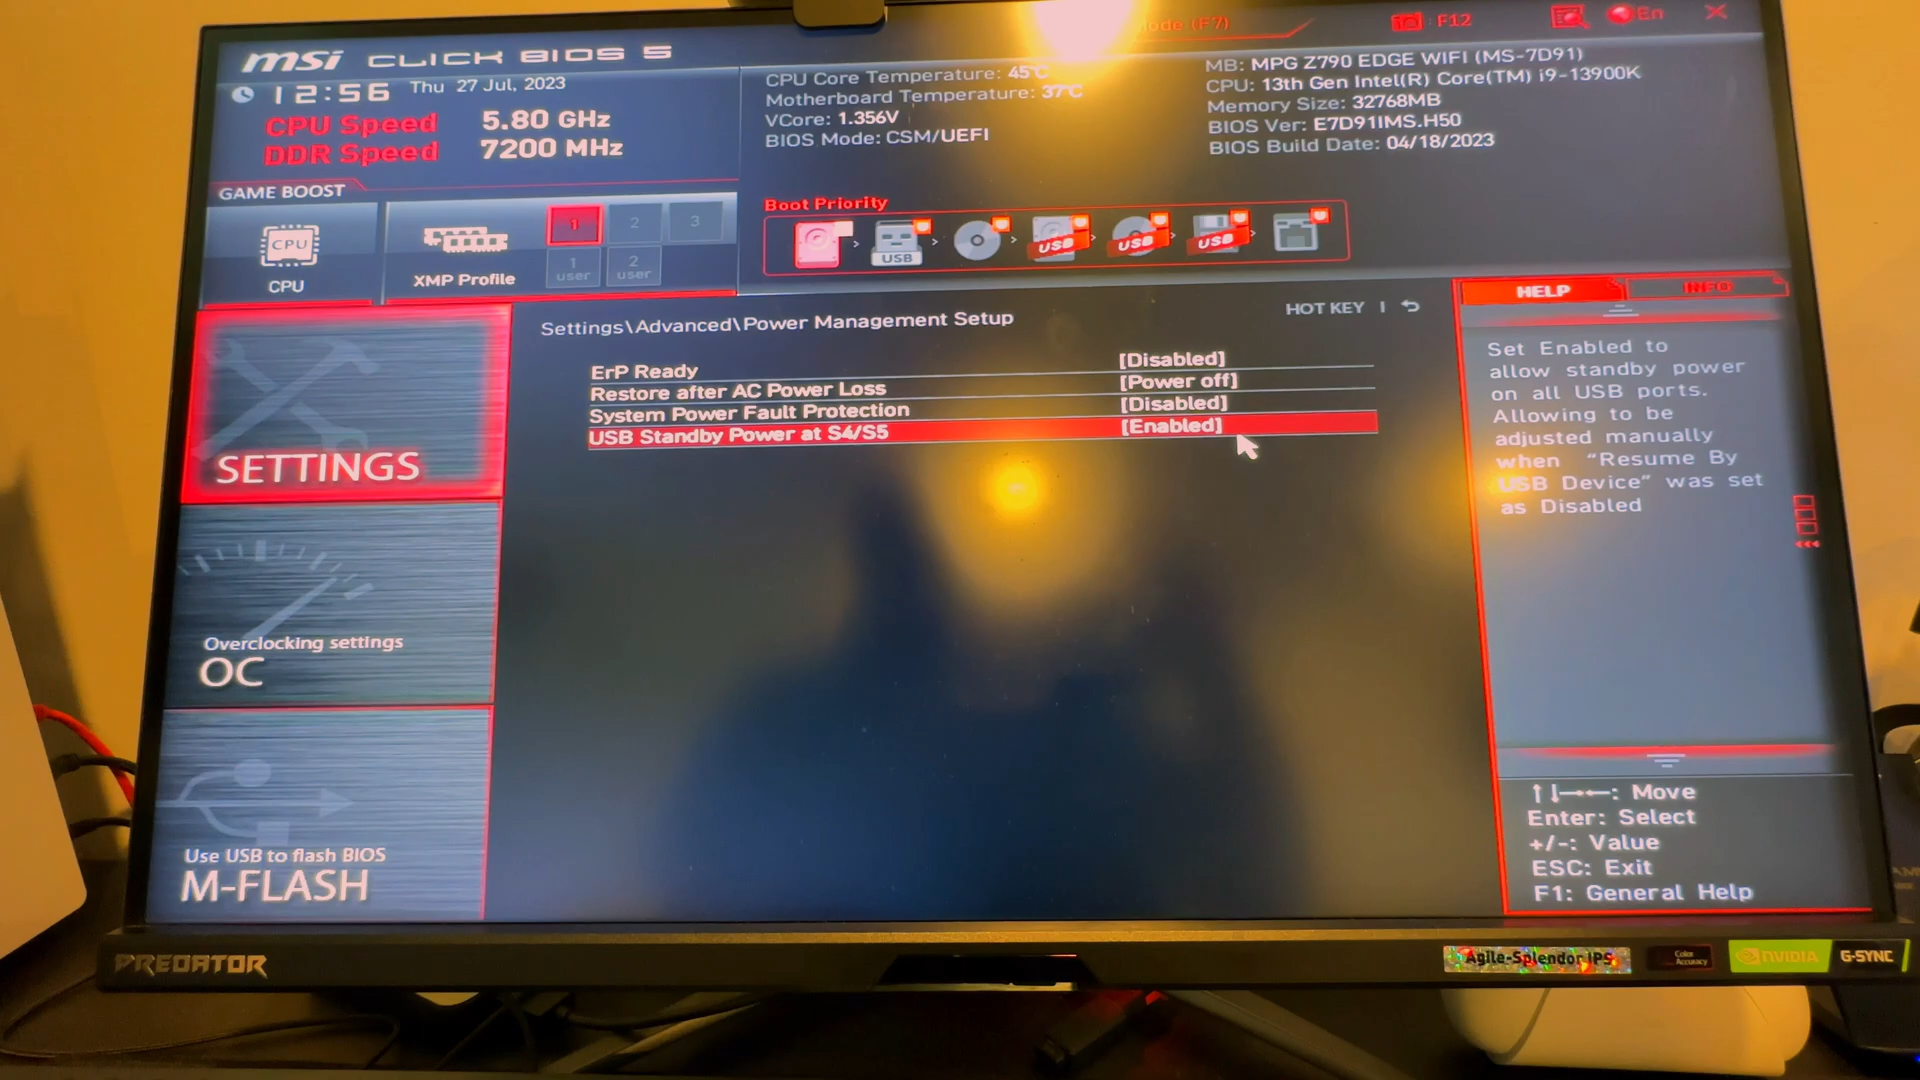 msi CLICK BIOS 5
12:56 Thu 27 Jul, 2023
CPU Speed 5.80 GHz
DDR Speed 7200 MHz
(F7)
F12
En
X
CPU Core Temperature: 45°C
Motherboard Temperature: 37°C
VCore: 1.356V
BIOS Mode: CSM/UEFI
MB: MPG Z790 EDGE WIFI (MS-7D91)
CPU: 13th Gen Intel(R) Core(TM) i9-13900K
Memory Size: 32768MB
BIOS Ver: E7D91IMS.H50
BIOS Build Date: 04/18/2023
GAME BOOST
CPU
CPU
XMP Profile
1 2 3
1 user 2 user
Boot Priority
USB USB USB USB
HELP INFO
HOT KEY
Settings\Advanced\Power Management Setup
ErP Ready [Disabled]
Restore after AC Power Loss [Power off]
System Power Fault Protection [Disabled]
USB Standby Power at S4/S5 [Enabled]
Set Enabled to
allow standby power
on all USB ports.
Allowing to be
adjusted manually
when “Resume By
USB Device” was set
as Disabled
SETTINGS
Overclocking settings
OC
Use USB to flash BIOS
M-FLASH
↑↓→←: Move
Enter: Select
+/-: Value
ESC: Exit
F1: General Help
PREDATOR
Agile-Splendor IPS
Color Accuracy
NVIDIA G-SYNC